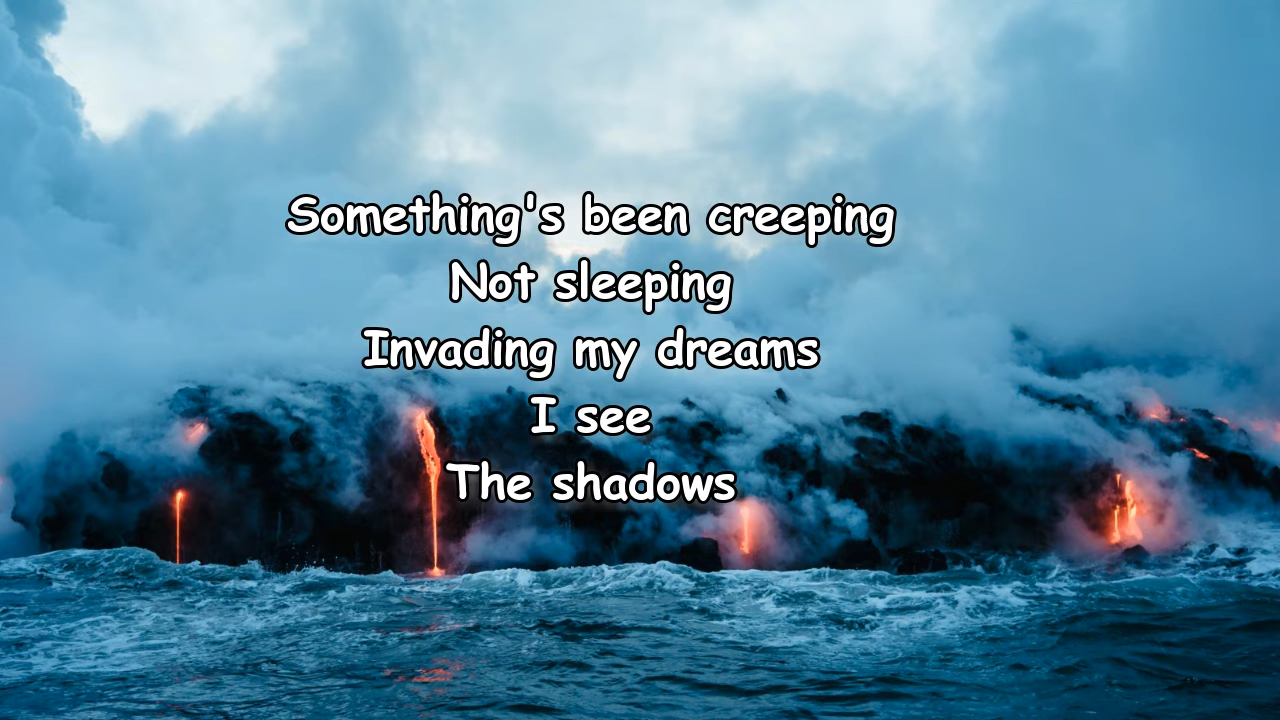 Something's been creeping
Not sleeping
Invading my dreams
I see
The shadows